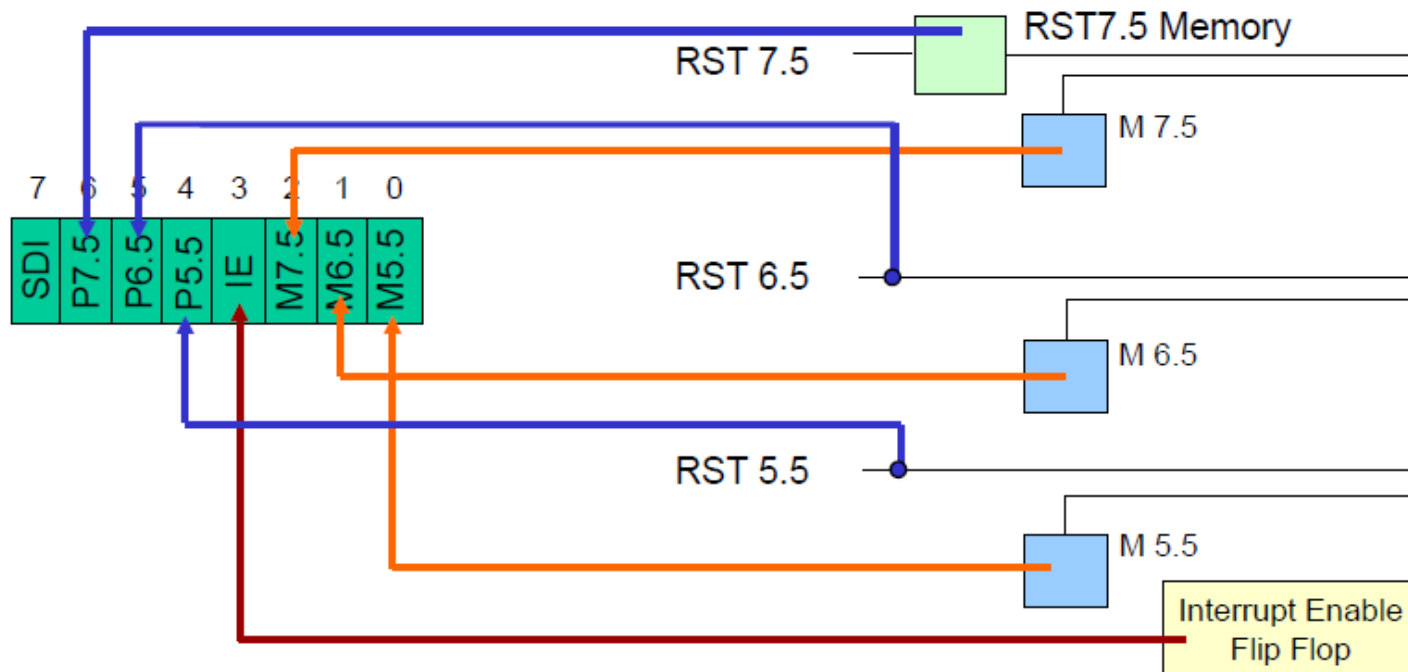 RST7.5 Memory
RST 7.5
M 7.5
7 6 5 4 3 2 1 0
SDI
P7.5
P6.5
P5.5
IE
M7.5
M6.5
M5.5
RST 6.5
M 6.5
RST 5.5
M 5.5
Interrupt Enable
Flip Flop